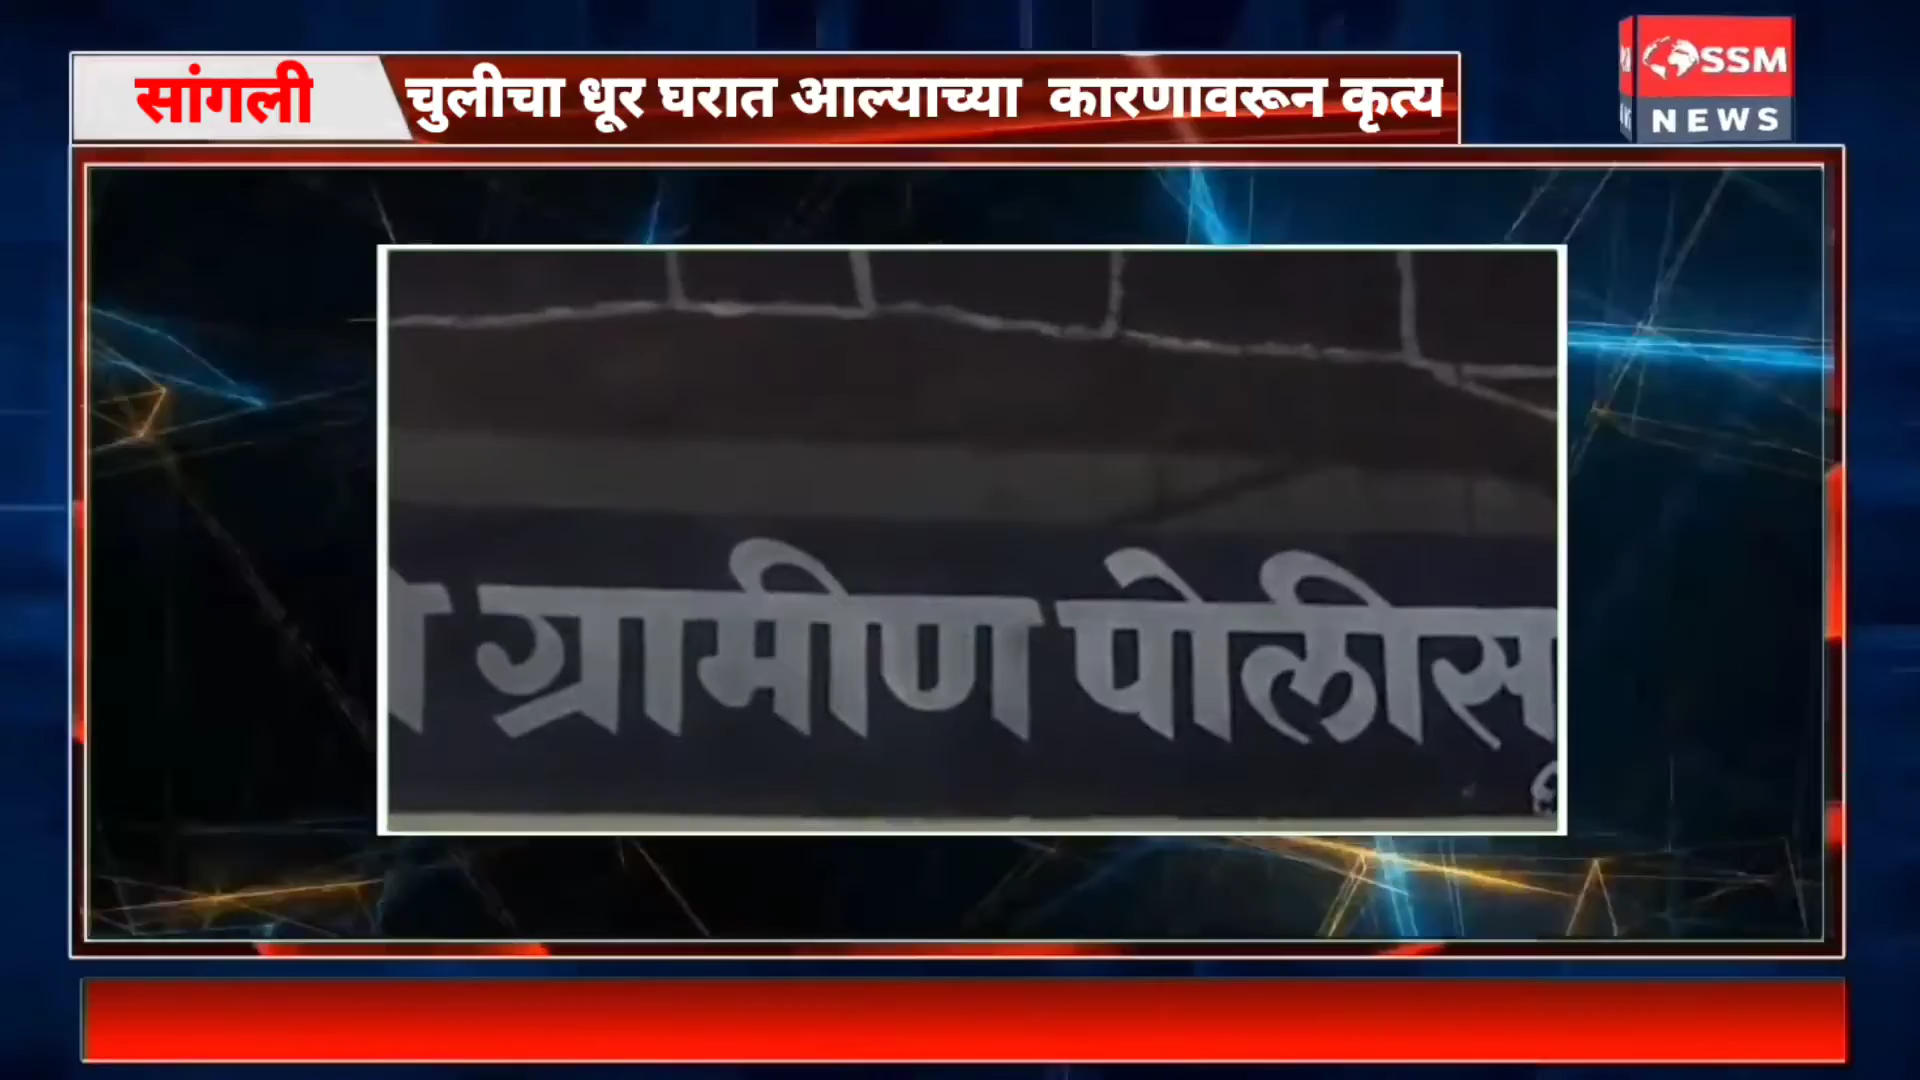 सांगली
चुलीचा धूर घरात आल्याच्या कारणावरून कृत्य
SSM
NEWS
ग्रामीण पोलीस